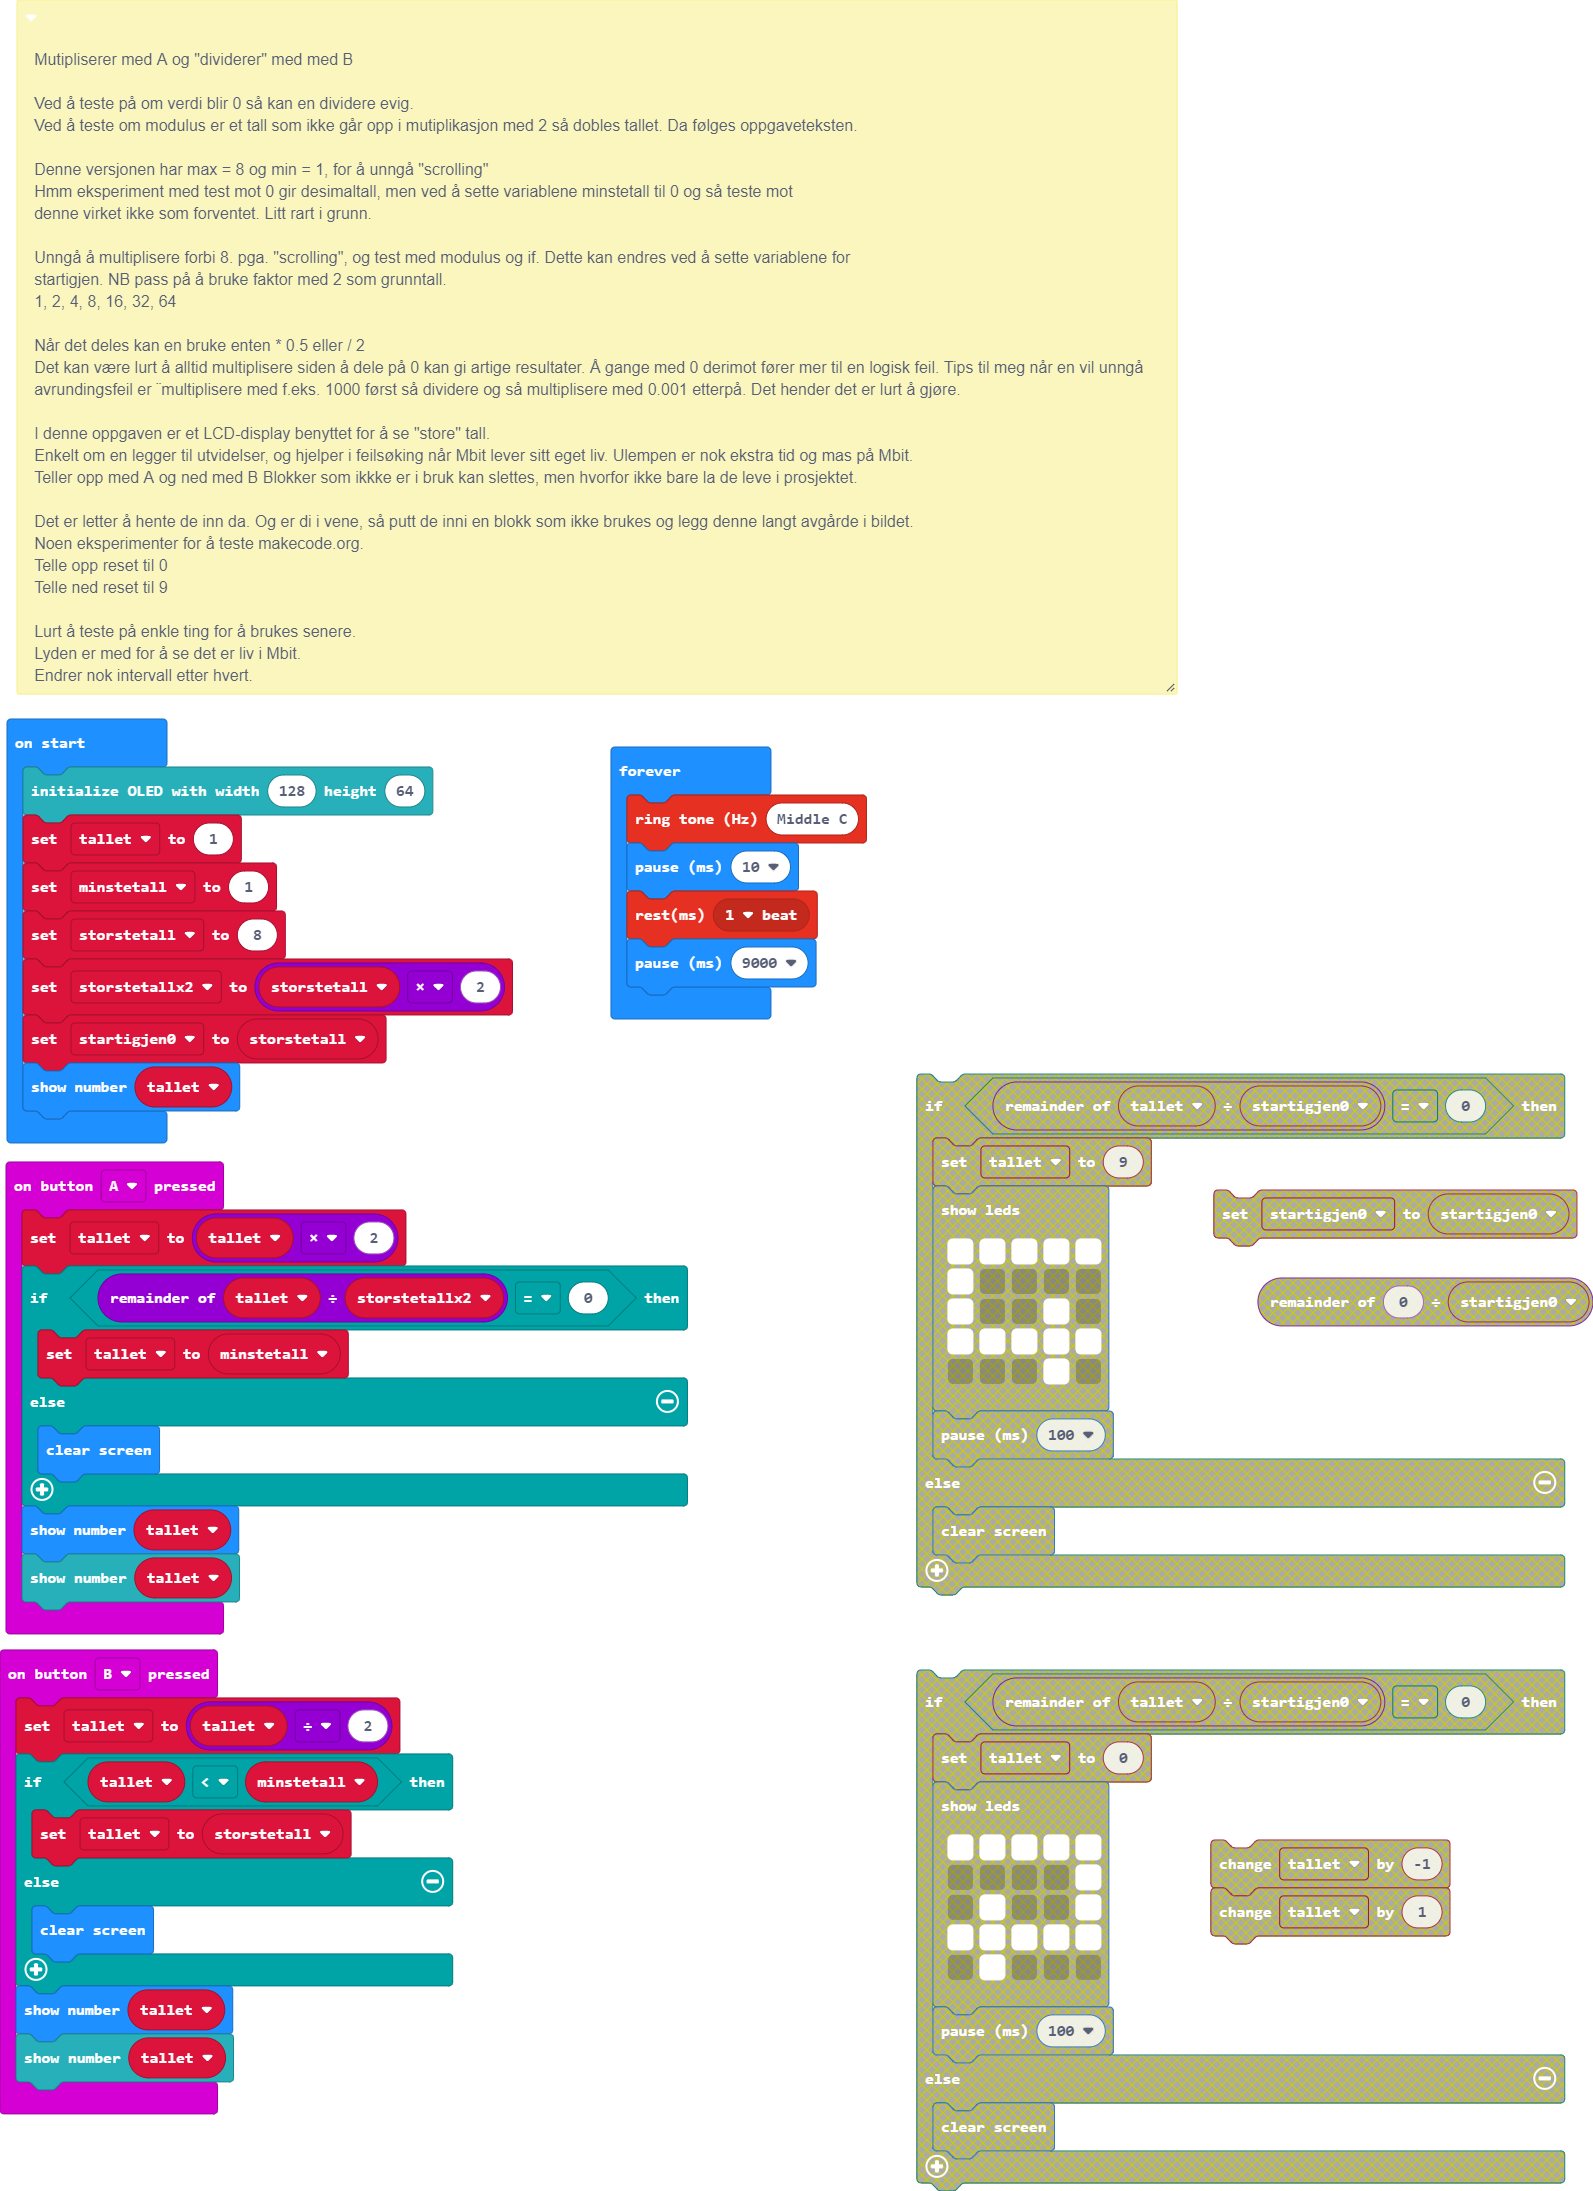 Mutipliserer med A og "dividerer" med med B
Ved å teste på om verdi blir 0 så kan en dividere evig.
Ved å teste om modulus er et tall som ikke går opp i mutiplikasjon med 2 så dobles tallet. Da følges oppgaveteksten.
Denne versjonen har max = 8 og min = 1, for å unngå "scrolling"
Hmm eksperiment med test mot 0 gir desimaltall, men ved å sette variablene minstetall til 0 og så teste mot
denne virket ikke som forventet. Litt rart i grunn.
Unngå å multiplisere forbi 8. pga. "scrolling", og test med modulus og if. Dette kan endres ved å sette variablene for
startigjen. NB pass på å bruke faktor med 2 som grunntall.
1, 2, 4, 8, 16, 32, 64
Når det deles kan en bruke enten * 0.5 eller / 2
Det kan være lurt å alltid multiplisere siden å dele på 0 kan gi artige resultater. Å gange med 0 derimot fører mer til en logisk feil. Tips til meg når en vil unngå
avrundingsfeil er ¨multiplisere med f.eks. 1000 først så dividere og så multiplisere med 0.001 etterpå. Det hender det er lurt å gjøre.
I denne oppgaven er et LCD-display benyttet for å se "store" tall.
Enkelt om en legger til utvidelser, og hjelper i feilsøking når Mbit lever sitt eget liv. Ulempen er nok ekstra tid og mas på Mbit.
Teller opp med A og ned med B Blokker som ikkke er i bruk kan slettes, men hvorfor ikke bare la de leve i prosjektet.
Det er letter å hente de inn da. Og er di i vene, så putt de inni en blokk som ikke brukes og legg denne langt avgårde i bildet.
Noen eksperimenter for å teste makecode.org.
Telle opp reset til 0
Telle ned reset til 9
Lurt å teste på enkle ting for å brukes senere.
Lyden er med for å se det er liv i Mbit.
Endrer nok intervall etter hvert.
on start
initialize OLED with width 128 height 64
set tallet to 1
set minstetall to 1
set storstetall to 8
set storstetallx2 to storstetall × 2
set startigjen0 to storstetall
show number tallet
forever
ring tone (Hz) Middle C
pause (ms) 10
rest(ms) 1 beat
pause (ms) 9000
on button A pressed
set tallet to tallet × 2
if remainder of tallet ÷ storstetallx2 = 0 then
set tallet to minstetall
else
clear screen
show number tallet
show number tallet
on button B pressed
set tallet to tallet ÷ 2
if tallet < minstetall then
set tallet to storstetall
else
clear screen
show number tallet
show number tallet
if remainder of tallet ÷ startigjen0 = 0 then
set tallet to 9
show leds
pause (ms) 100
else
clear screen
set startigjen0 to startigjen0
remainder of 0 ÷ startigjen0
if remainder of tallet ÷ startigjen0 = 0 then
set tallet to 0
show leds
pause (ms) 100
else
clear screen
change tallet by -1
change tallet by 1